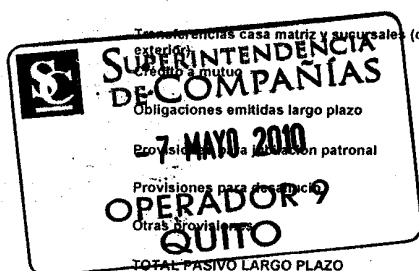 Transferencias casa matriz y sucursales (
exterior)
SUPERINTENDENCIA
Crédito a mutuo
DE COMPAÑÍAS
SC
Obligaciones emitidas largo plazo
- 7 MAYO 2010
Provisiones para jubilación patronal
Provisiones para desahucio
OPERADOR 9
Otras provisiones
QUITO
TOTAL PASIVO LARGO PLAZO